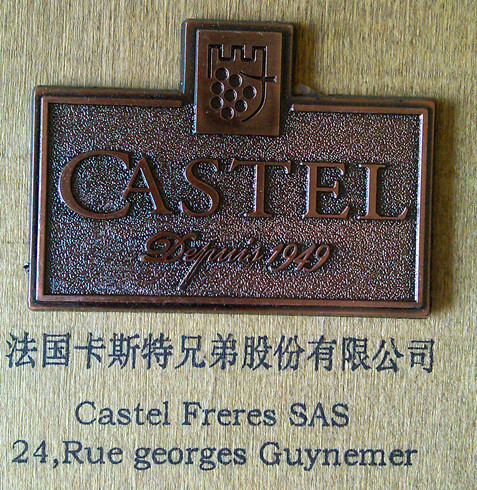 CASTEL
Depuis 1949
法国卡斯特兄弟股份有限公司
Castel Freres SAS
24,Rue georges Guynemer